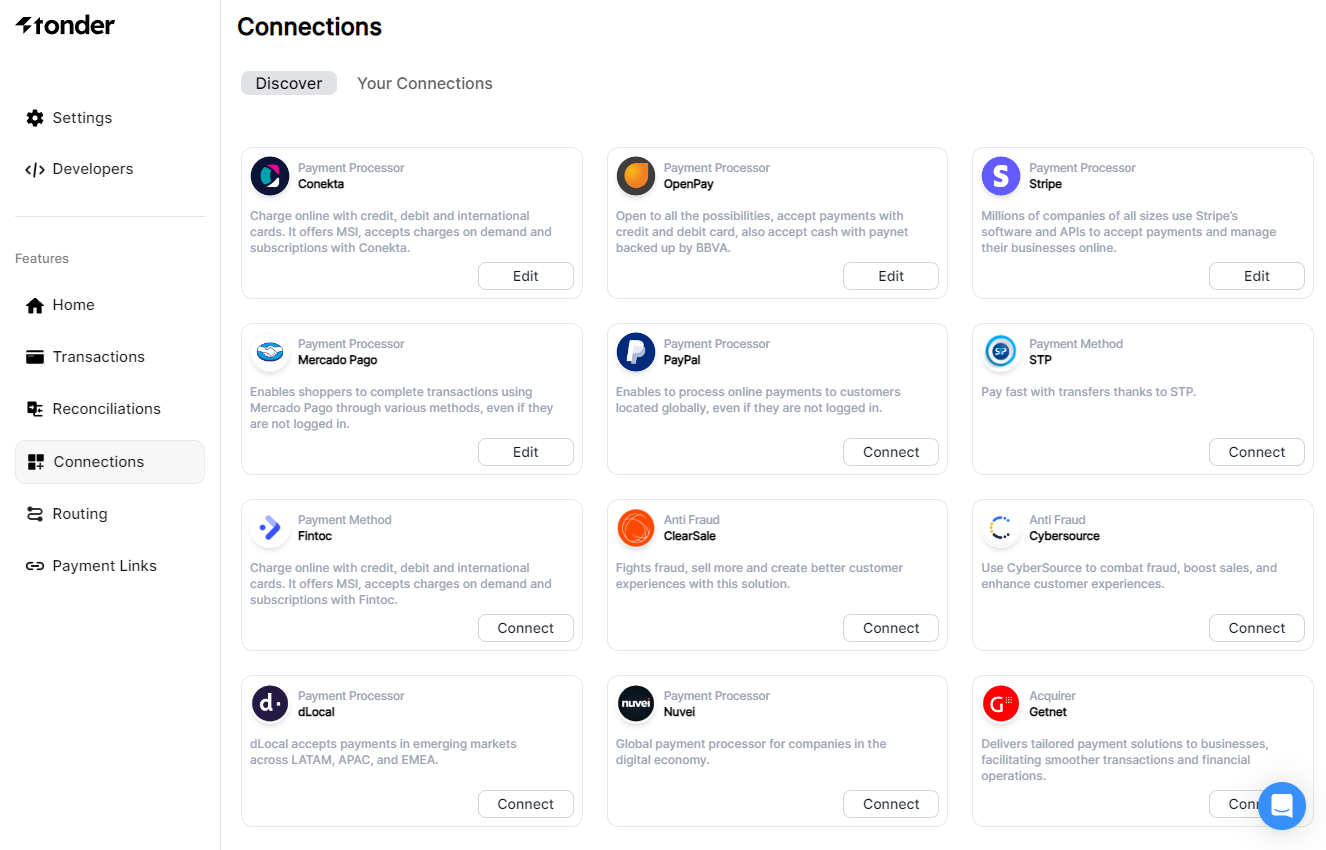 tonder
Settings
Developers
Features
Home
Transactions
Reconciliations
Connections
Routing
Payment Links
Connections
Discover
Your Connections
Payment Processor
Conekta
Charge online with credit, debit and international
cards. It offers MSI, accepts charges on demand and
subscriptions with Conekta.
Edit
Payment Processor
OpenPay
Open to all the possibilities, accept payments with
credit and debit card, also accept cash with paynet
backed up by BBVA.
Edit
S
Payment Processor
Stripe
Millions of companies of all sizes use Stripe's
software and APIs to accept payments and manage
their businesses online.
Edit
Payment Processor
Mercado Pago
Enables shoppers to complete transactions using
Mercado Pago through various methods, even if they
are not logged in.
Edit
Payment Processor
PayPal
Enables to process online payments to customers
located globally, even if they are not logged in.
Connect
STP
Payment Method
STP
Pay fast with transfers thanks to STP.
Connect
Payment Method
Fintoc
Charge online with credit, debit and international
cards. It offers MSI, accepts charges on demand and
subscriptions with Fintoc.
Connect
Anti Fraud
ClearSale
Fights fraud, sell more and create better customer
experiences with this solution.
Connect
Anti Fraud
Cybersource
Use CyberSource to combat fraud, boost sales, and
enhance customer experiences.
Connect
d.
Payment Processor
dLocal
dLocal accepts payments in emerging markets
across LATAM, APAC, and EMEA.
Connect
nuvei
Payment Processor
Nuvei
Global payment processor for companies in the
digital economy.
Connect
G
Acquirer
Getnet
Delivers tailored payment solutions to businesses,
facilitating smoother transactions and financial
operations.